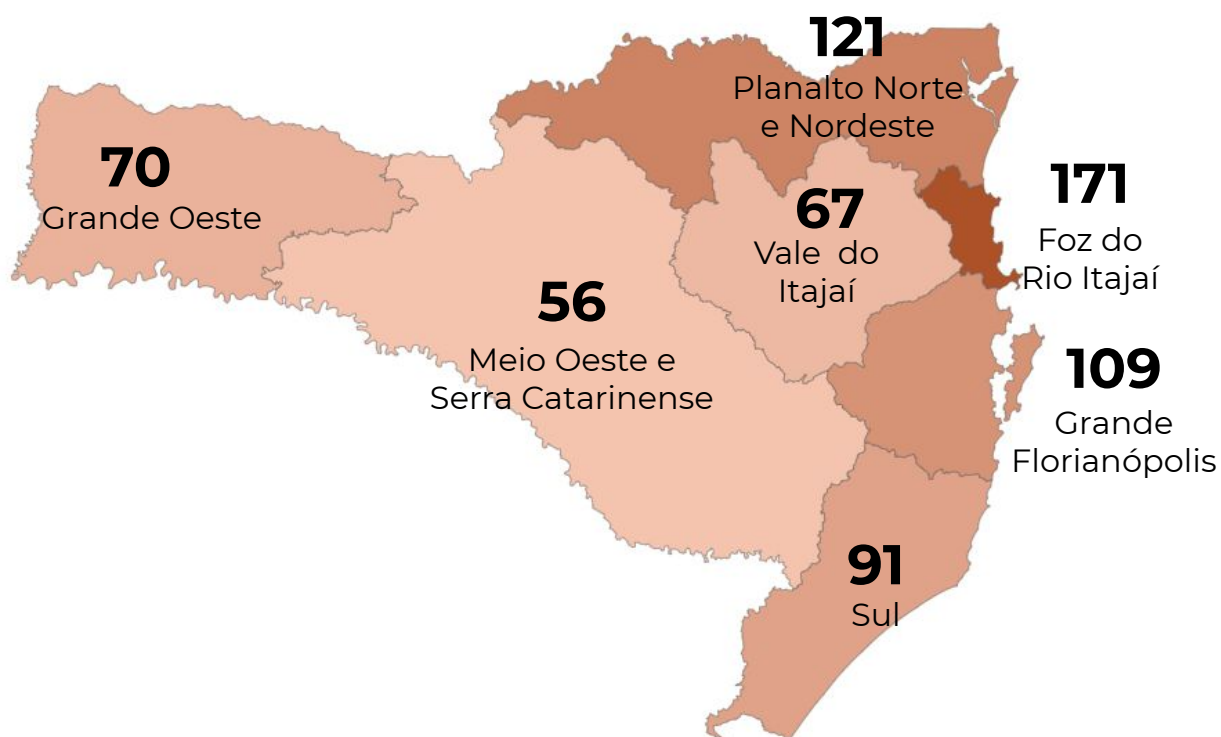 121
Planalto Norte
e Nordeste
70
Grande Oeste
67
Vale do
Itajaí
171
Foz do
Rio Itajaí
56
Meio Oeste e
Serra Catarinense
109
Grande
Florianópolis
91
Sul